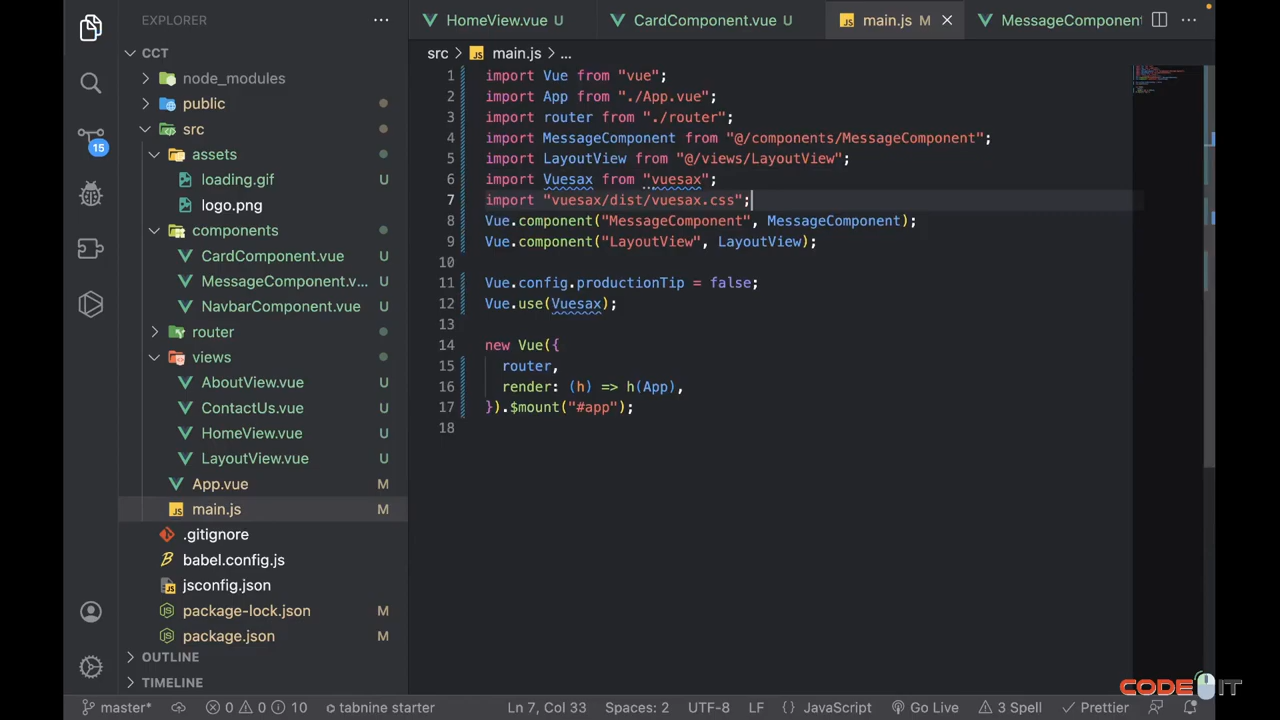 EXPLORER
HomeView.vue U
CardComponent.vue U
JS main.js M
MessageComponent
CCT
src > JS main.js > ...
node_modules
public
src
assets
loading.gif U
logo.png
components
CardComponent.vue U
MessageComponent.v... U
NavbarComponent.vue U
router
views
AboutView.vue U
ContactUs.vue U
HomeView.vue U
LayoutView.vue U
App.vue M
JS main.js M
.gitignore
babel.config.js
jsconfig.json
package-lock.json M
package.json M
OUTLINE
TIMELINE
15
1 import Vue from "vue";
2 import App from "./App.vue";
3 import router from "./router";
4 import MessageComponent from "@/components/MessageComponent";
5 import LayoutView from "@/views/LayoutView";
6 import Vuesax from "vuesax";
7 import "vuesax/dist/vuesax.css";
8 Vue.component("MessageComponent", MessageComponent);
9 Vue.component("LayoutView", LayoutView);
10
11 Vue.config.productionTip = false;
12 Vue.use(Vuesax);
13
14 new Vue({
15 router,
16 render: (h) => h(App),
17 }).$mount("#app");
18
CODE IT
master* 0 0 10 tabnine starter Ln 7, Col 33 Spaces: 2 UTF-8 LF {} JavaScript Go Live 3 Spell Prettier